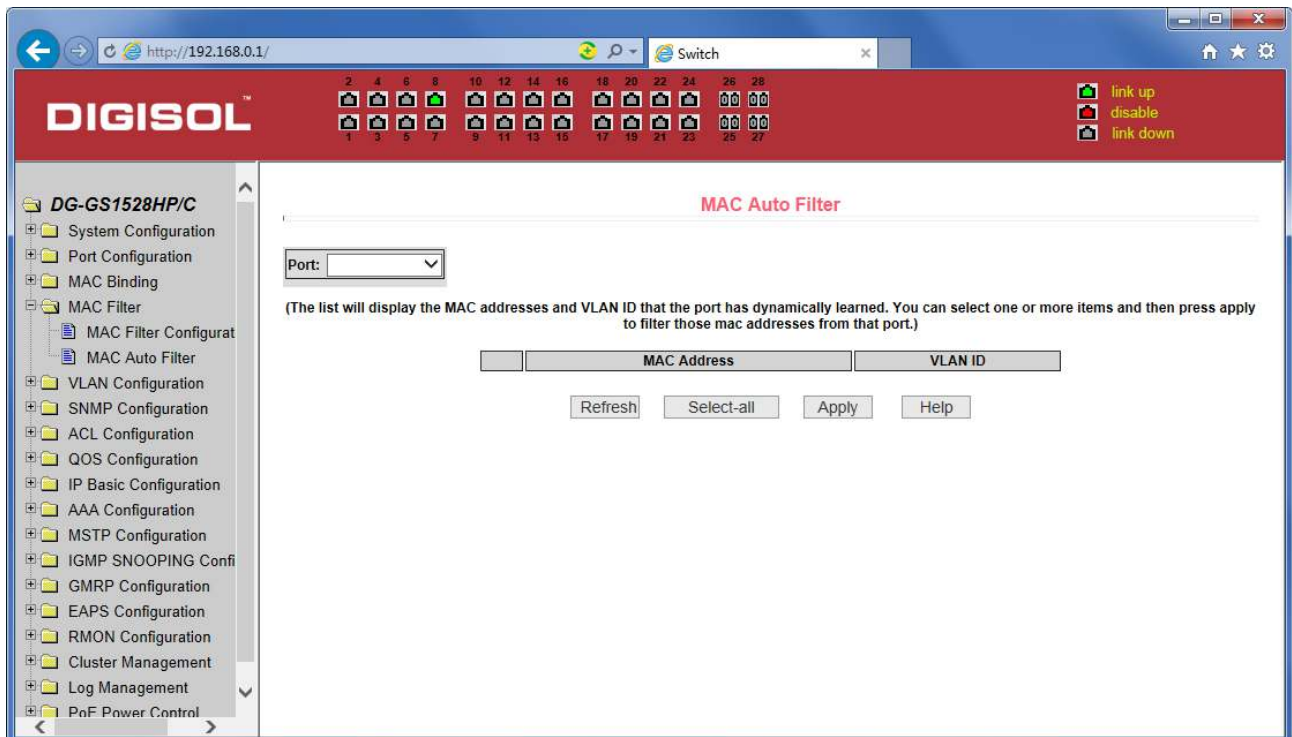 http://192.168.0.1/
Switch
DIGISOL™
2 4 6 8 10 12 14 16 18 20 22 24 26 28
1 3 5 7 9 11 13 15 17 19 21 23 25 27
link up
disable
link down
DG-GS1528HP/C
System Configuration
Port Configuration
MAC Binding
MAC Filter
MAC Filter Configurat
MAC Auto Filter
VLAN Configuration
SNMP Configuration
ACL Configuration
QOS Configuration
IP Basic Configuration
AAA Configuration
MSTP Configuration
IGMP SNOOPING Confi
GMRP Configuration
EAPS Configuration
RMON Configuration
Cluster Management
Log Management
PoE Power Control
MAC Auto Filter
Port:
(The list will display the MAC addresses and VLAN ID that the port has dynamically learned. You can select one or more items and then press apply
to filter those mac addresses from that port.)
MAC Address VLAN ID
Refresh Select-all Apply Help